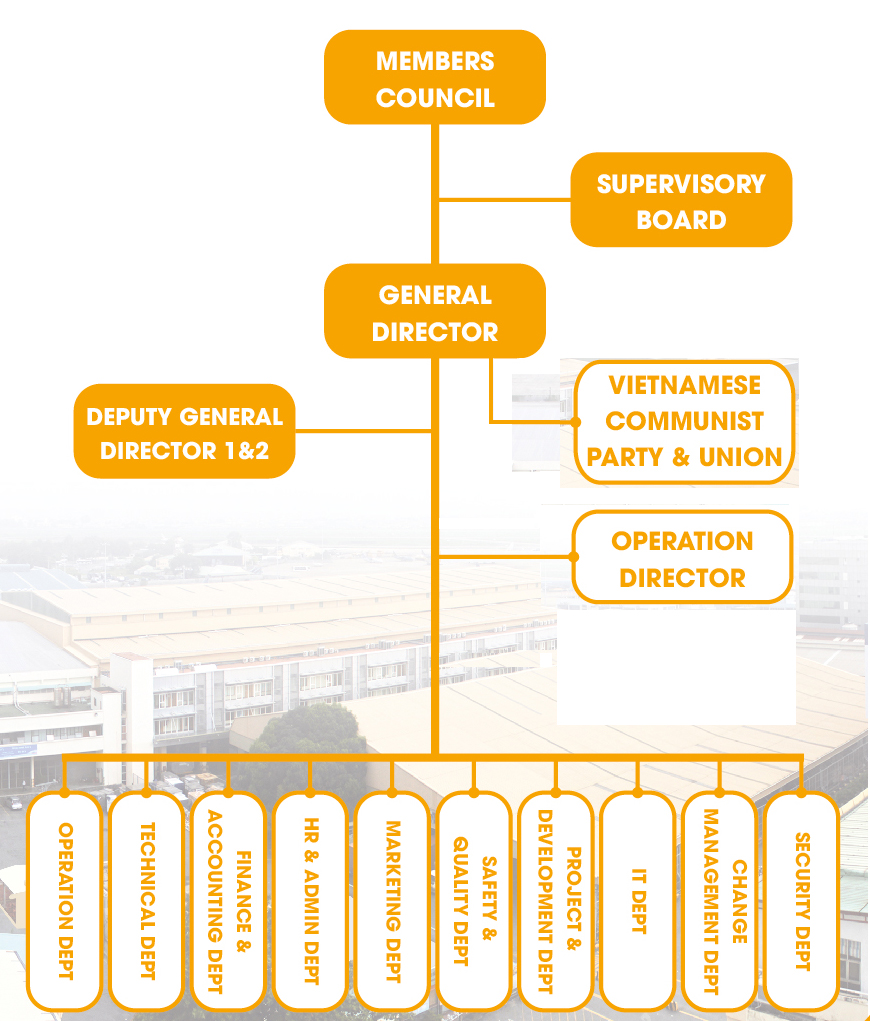 MEMBERS
COUNCIL
SUPERVISORY
BOARD
GENERAL
DIRECTOR
VIETNAMESE
COMMUNIST
PARTY & UNION
DEPUTY GENERAL
DIRECTOR 1&2
OPERATION
DIRECTOR
OPERATION DEPT
TECHNICAL DEPT
FINANCE &
ACCOUNTING DEPT
HR & ADMIN DEPT
MARKETING DEPT
SAFETY &
QUALITY DEPT
PROJECT &
DEVELOPMENT DEPT
IT DEPT
CHANGE
MANAGEMENT DEPT
SECURITY DEPT